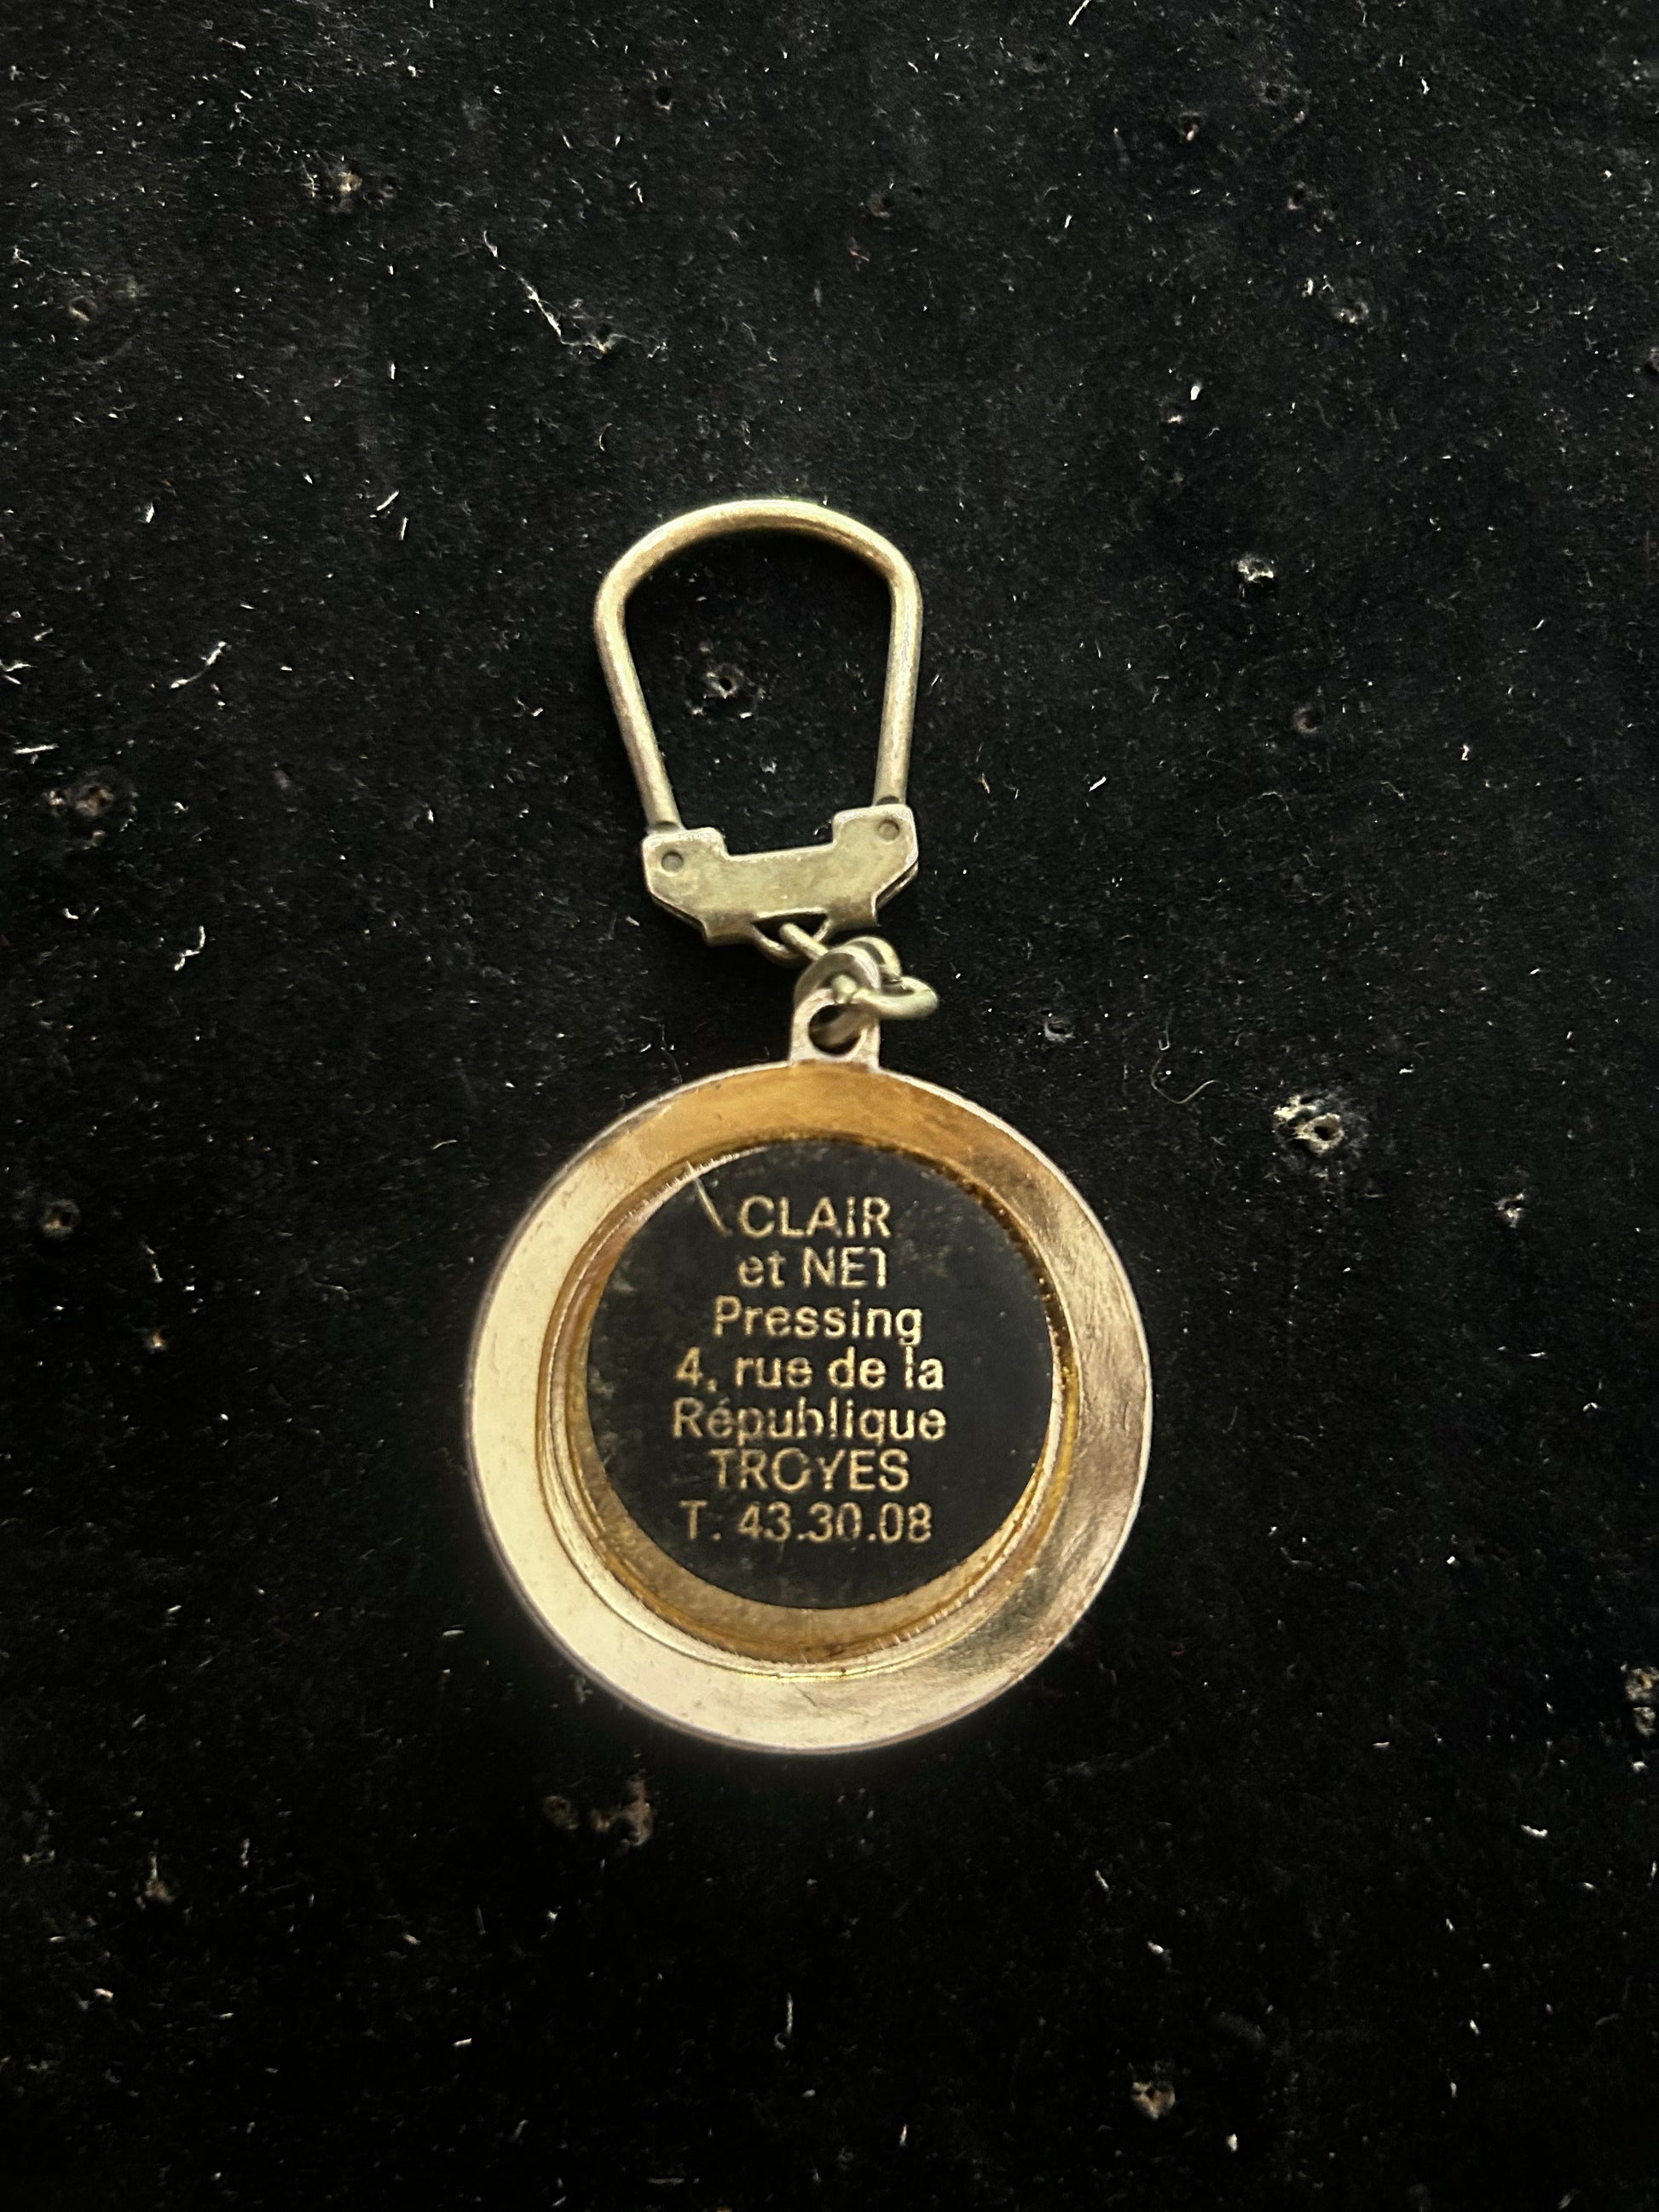 CLAIR
et NET
Pressing
4, rue de la
République
TROYES
T. 43.30.08